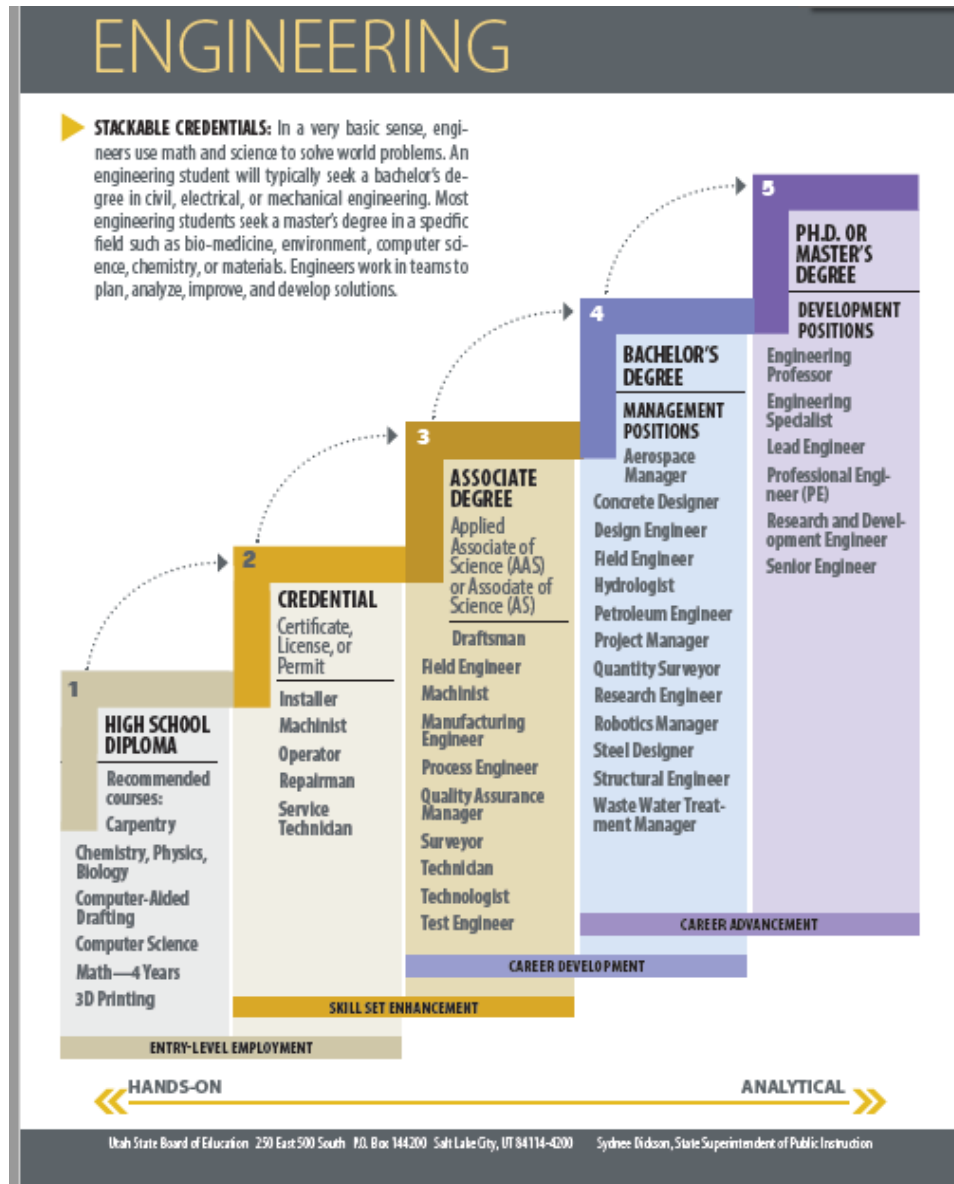 ENGINEERING
STACKABLE CREDENTIALS: In a very basic sense, engi-
neers use math and science to solve world problems. An
engineering student will typically seek a bachelor's de-
gree in civil, electrical, or mechanical engineering. Most
engineering students seek a master's degree in a specific
field such as bio-medicine, environment, computer sci-
ence, chemistry, or materials. Engineers work in teams to
plan, analyze, improve, and develop solutions.
1
HIGH SCHOOL
DIPLOMA
Recommended
courses:
Carpentry
Chemistry, Physics,
Biology
Computer-Aided
Drafting
Computer Science
Math—4 Years
3D Printing
2
CREDENTIAL
Certificate,
License, or
Permit
Installer
Machinist
Operator
Repairman
Service
Technician
3
ASSOCIATE
DEGREE
Applied
Associate of
Science (AAS)
or Associate of
Science (AS)
Draftsman
Field Engineer
Machinist
Manufacturing
Engineer
Process Engineer
Quality Assurance
Manager
Surveyor
Technician
Technologist
Test Engineer
4
BACHELOR'S
DEGREE
MANAGEMENT
POSITIONS
Aerospace
Manager
Concrete Designer
Design Engineer
Field Engineer
Hydrologist
Petroleum Engineer
Project Manager
Quantity Surveyor
Research Engineer
Robotics Manager
Steel Designer
Structural Engineer
Waste Water Treat-
ment Manager
5
PH.D. OR
MASTER'S
DEGREE
DEVELOPMENT
POSITIONS
Engineering
Professor
Engineering
Specialist
Lead Engineer
Professional Engi-
neer (PE)
Research and Devel-
opment Engineer
Senior Engineer
CAREER ADVANCEMENT
CAREER DEVELOPMENT
SKILL SET ENHANCEMENT
ENTRY-LEVEL EMPLOYMENT
HANDS-ON
ANALYTICAL
Utah State Board of Education 250 East 500 South P.O. Box 144200 Salt Lake City, UT 84114-4200 Sydnee Dickson, State Superintendent of Public Instruction